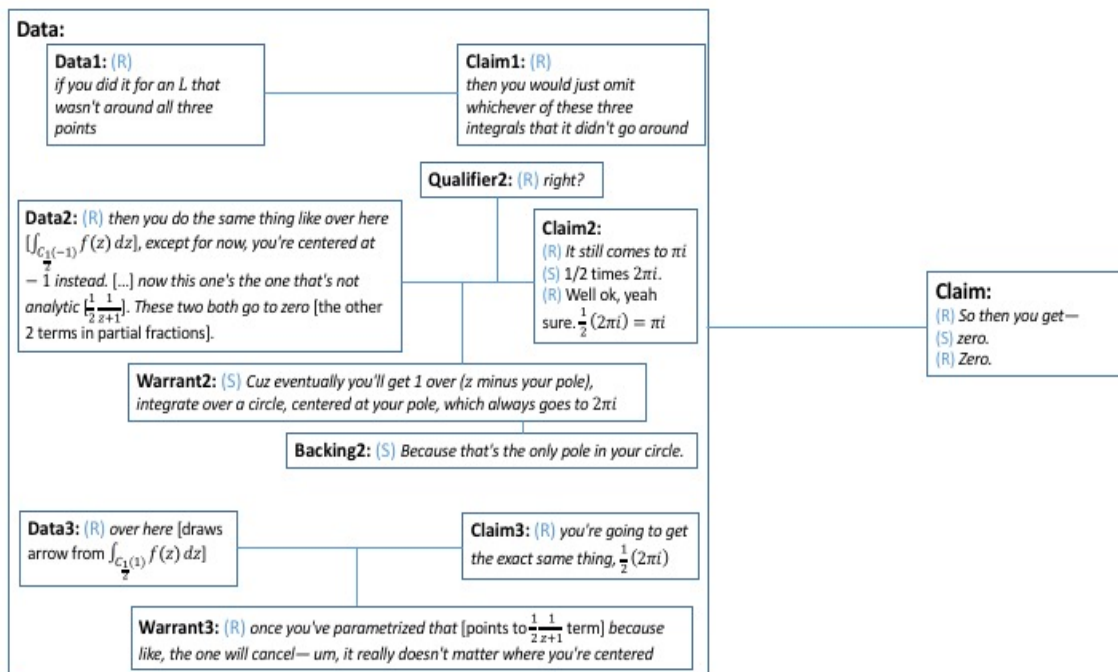 Data:
Data1: (R)
if you did it for an L that
wasn't around all three
points
Claim1: (R)
then you would just omit
whichever of these three
integrals that it didn't go around
Qualifier2: (R) right?
Data2: (R) then you do the same thing like over here
[∫_{C_{1/2}(−1)} f(z) dz], except for now, you're centered at
− 1 instead. [...] now this one's the one that's not
analytic [1/2 1/(z+1)]. These two both go to zero [the other
2 terms in partial fractions].
Claim2:
(R) It still comes to πi
(S) 1/2 times 2πi.
(R) Well ok, yeah
sure. 1/2 (2πi) = πi
Warrant2: (S) Cuz eventually you'll get 1 over (z minus your pole),
integrate over a circle, centered at your pole, which always goes to 2πi
Backing2: (S) Because that's the only pole in your circle.
Data3: (R) over here [draws
arrow from ∫_{C_{1/2}(1)} f(z) dz]
Claim3: (R) you're going to get
the exact same thing, 1/2 (2πi)
Warrant3: (R) once you've parametrized that [points to 1/2 1/(z+1) term] because
like, the one will cancel— um, it really doesn't matter where you're centered
Claim:
(R) So then you get—
(S) zero.
(R) Zero.